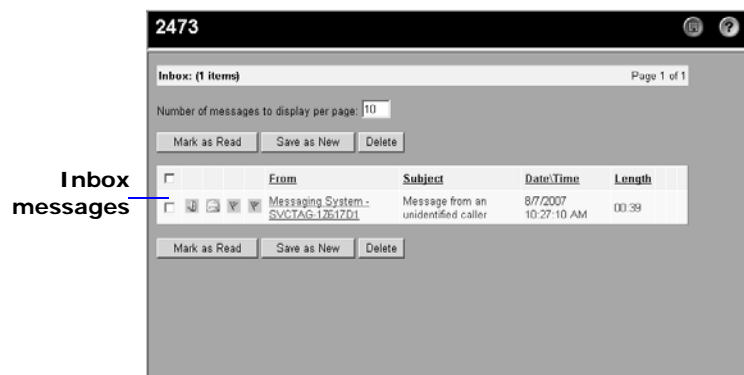 2473
Inbox: (1 items) Page 1 of 1
Number of messages to display per page: 10
Mark as Read Save as New Delete
Inbox messages
From Subject Date\Time Length
Messaging System - Message from an 8/7/2007 00:39
SVCTAG-1Z617D1 unidentified caller 10:27:10 AM
Mark as Read Save as New Delete